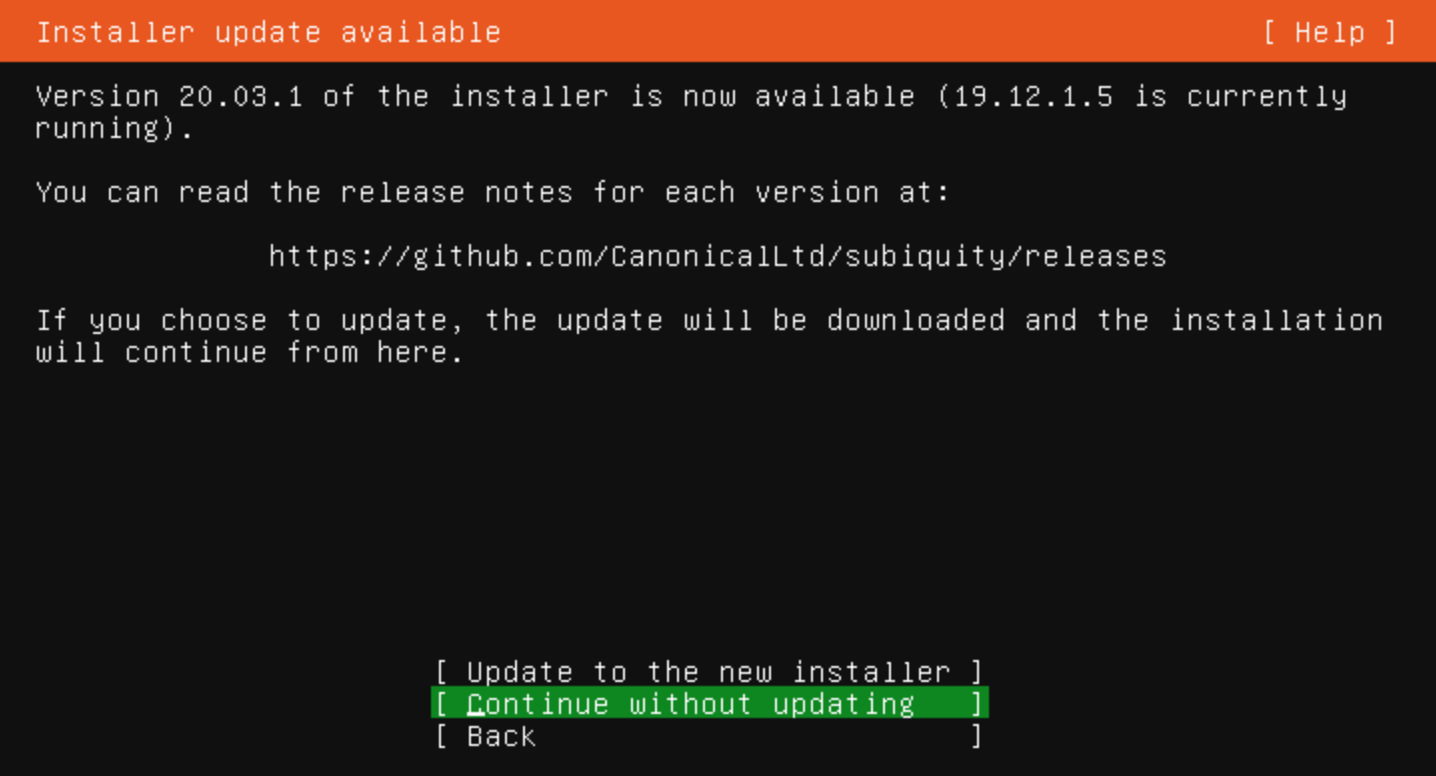 Installer update available [ Help ]
Version 20.03.1 of the installer is now available (19.12.1.5 is currently
running).
You can read the release notes for each version at:
https://github.com/CanonicalLtd/subiquity/releases
If you choose to update, the update will be downloaded and the installation
will continue from here.
[ Update to the new installer ]
[ Continue without updating ]
[ Back ]